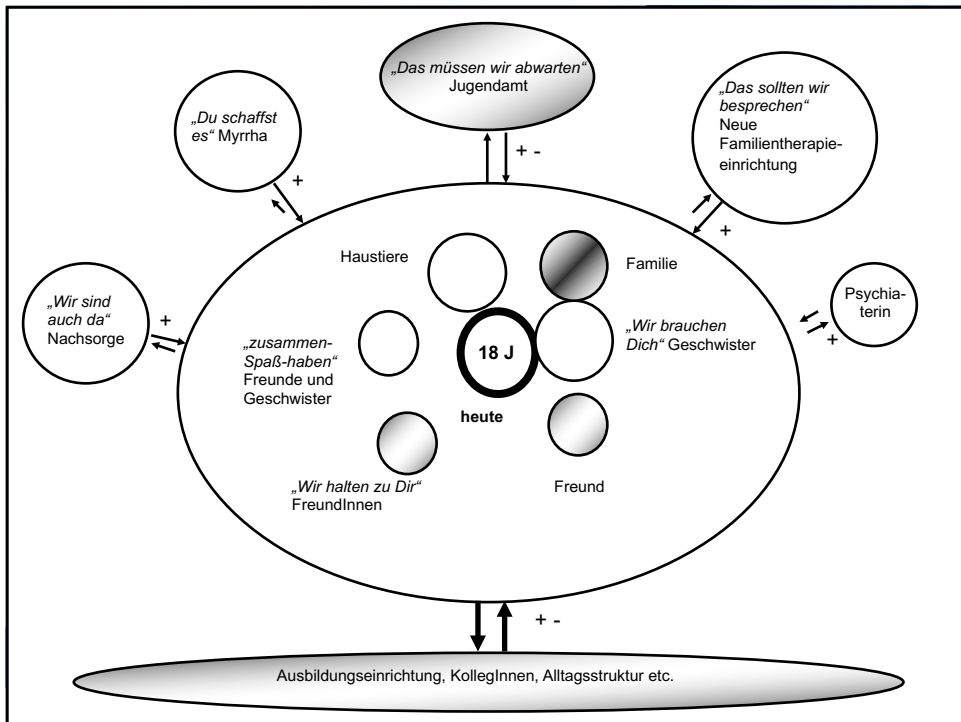 „Das müssen wir abwarten“
Jugendamt
„Du schaffst
es“ Myrrha
„Das sollten wir
besprechen“
Neue
Familientherapie-
einrichtung
+ -
+
+
Haustiere
Familie
„Wir sind
auch da“
Nachsorge
+
Psychia-
terin
+
„zusammen-
Spaß-haben“
Freunde und
Geschwister
18 J
„Wir brauchen
Dich“ Geschwister
heute
„Wir halten zu Dir“
FreundInnen
Freund
+ -
Ausbildungseinrichtung, KollegInnen, Alltagsstruktur etc.